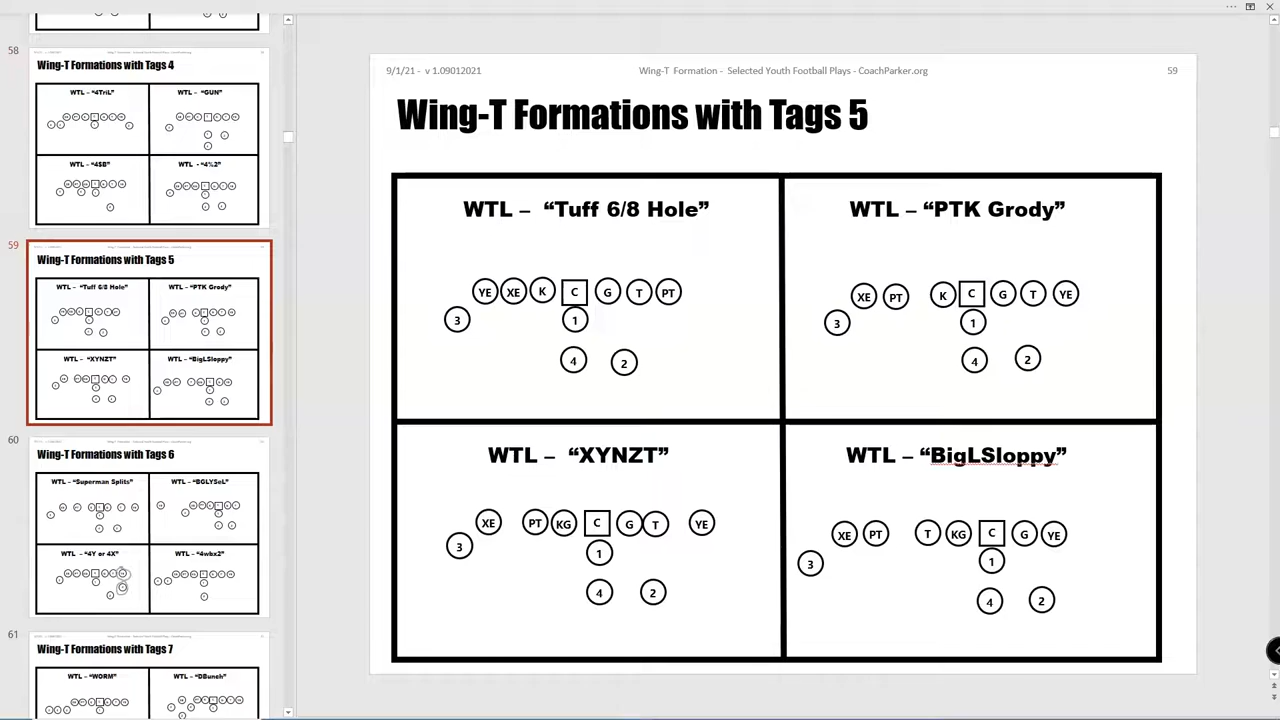 58
Wing-T Formations with Tags 4
WTL – “4TriL”
WTL – “GUN”
WTL – “4SB”
WTL - “4%2”
59
Wing-T Formations with Tags 5
WTL – “Tuff 6/8 Hole”
WTL – “PTK Grody”
WTL – “XYNZT”
WTL – “BigLSloppy”
60
Wing-T Formations with Tags 6
WTL – “Superman Splits”
WTL – “BGLYSeL”
WTL – “4Y or 4X”
WTL – “4wbx2”
61
Wing-T Formations with Tags 7
WTL – “WORM”
WTL – “DBunch”
9/1/21 - v 1.09012021
Wing-T Formation - Selected Youth Football Plays - CoachParker.org
59
Wing-T Formations with Tags 5
WTL – “Tuff 6/8 Hole”
YE XE K C G T PT
3 1
4 2
WTL – “PTK Grody”
XE PT K C G T YE
3 1
4 2
WTL – “XYNZT”
XE PT KG C G T YE
3 1
4 2
WTL – “BigLSloppy”
XE PT T KG C G YE
3 1
4 2